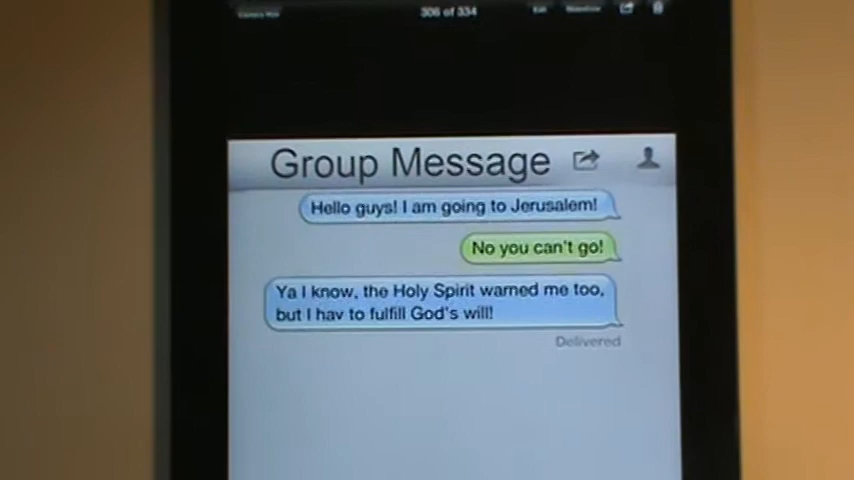 306 of 334
Edit
Group Message
Hello guys! I am going to Jerusalem!
No you can't go!
Ya I know, the Holy Spirit warned me too,
but I hav to fulfill God's will!
Delivered